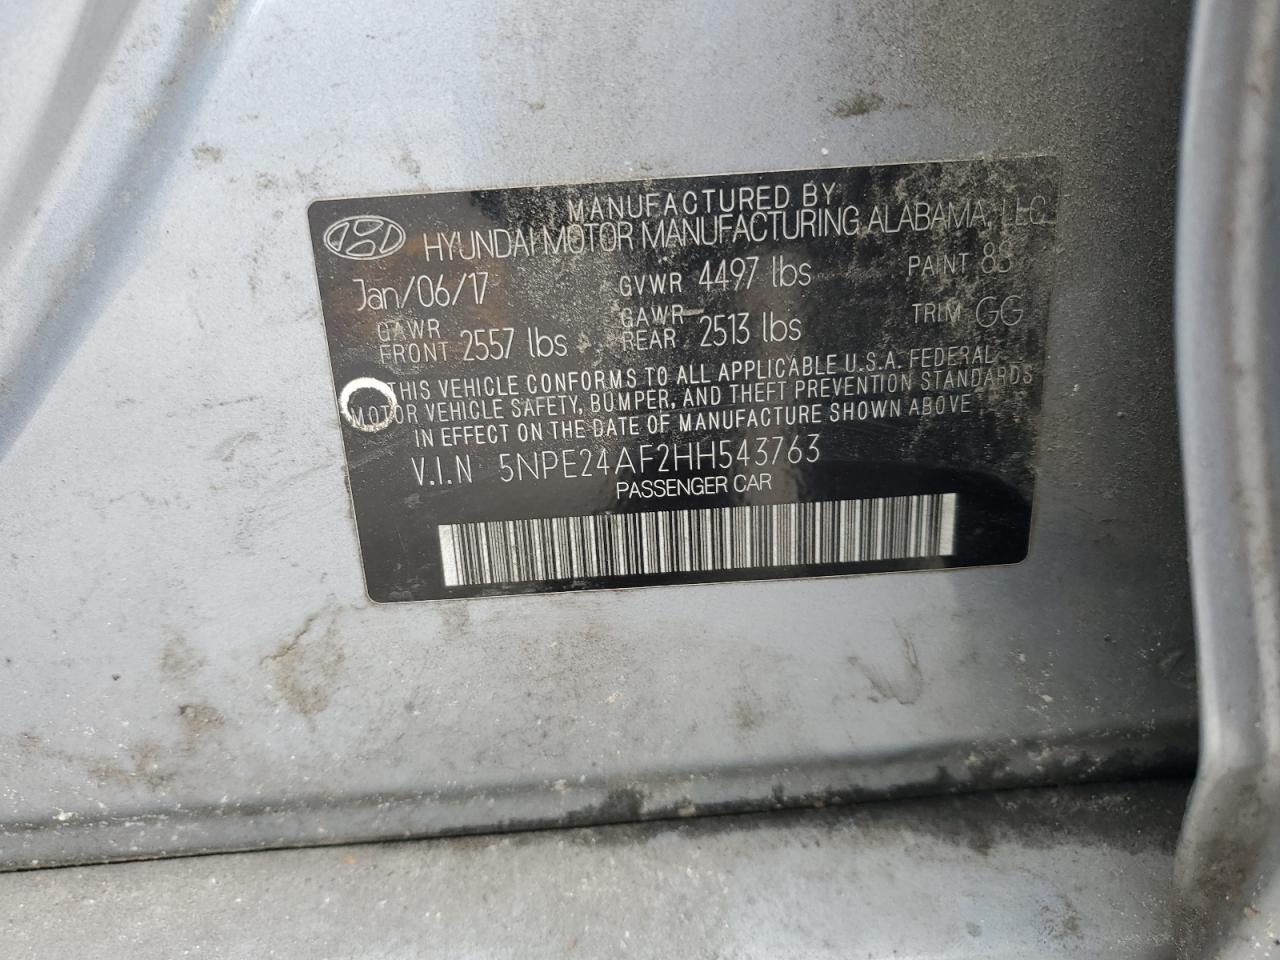 MANUFACTURED BY
HYUNDAI MOTOR MANUFACTURING ALABAMA, LLC
Jan/06/17 GVWR 4497 lbs PAINT 8S
GAWR FRONT 2557 lbs GAWR REAR 2513 lbs TRIM GG
THIS VEHICLE CONFORMS TO ALL APPLICABLE U.S.A. FEDERAL
MOTOR VEHICLE SAFETY, BUMPER, AND THEFT PREVENTION STANDARDS
IN EFFECT ON THE DATE OF MANUFACTURE SHOWN ABOVE
V.I.N 5NPE24AF2HH543763
PASSENGER CAR